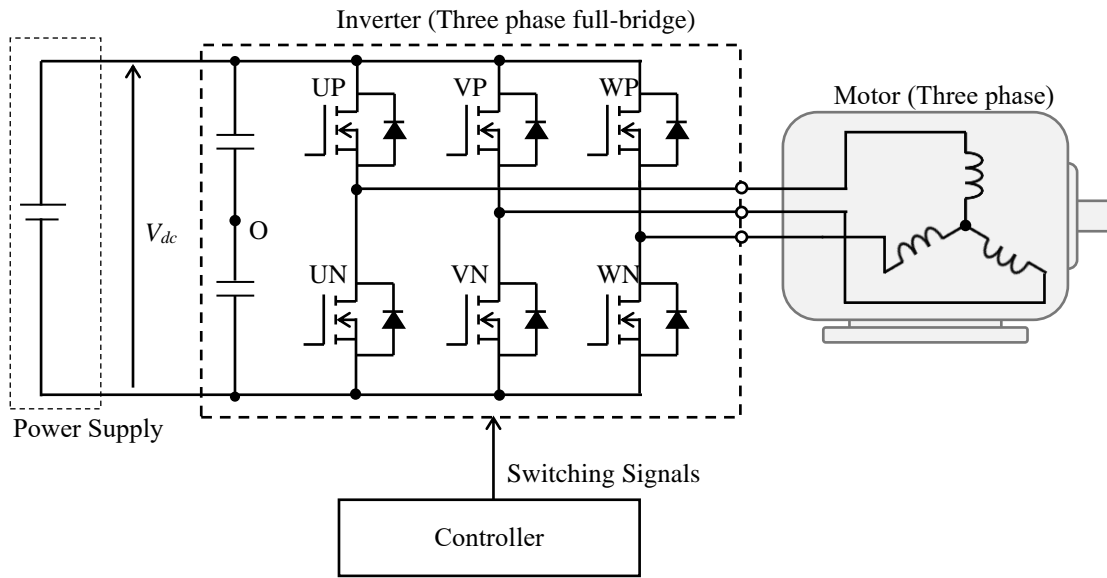 Inverter (Three phase full-bridge)
UP
VP
WP
Motor (Three phase)
Vdc
O
UN
VN
WN
Power Supply
Switching Signals
Controller